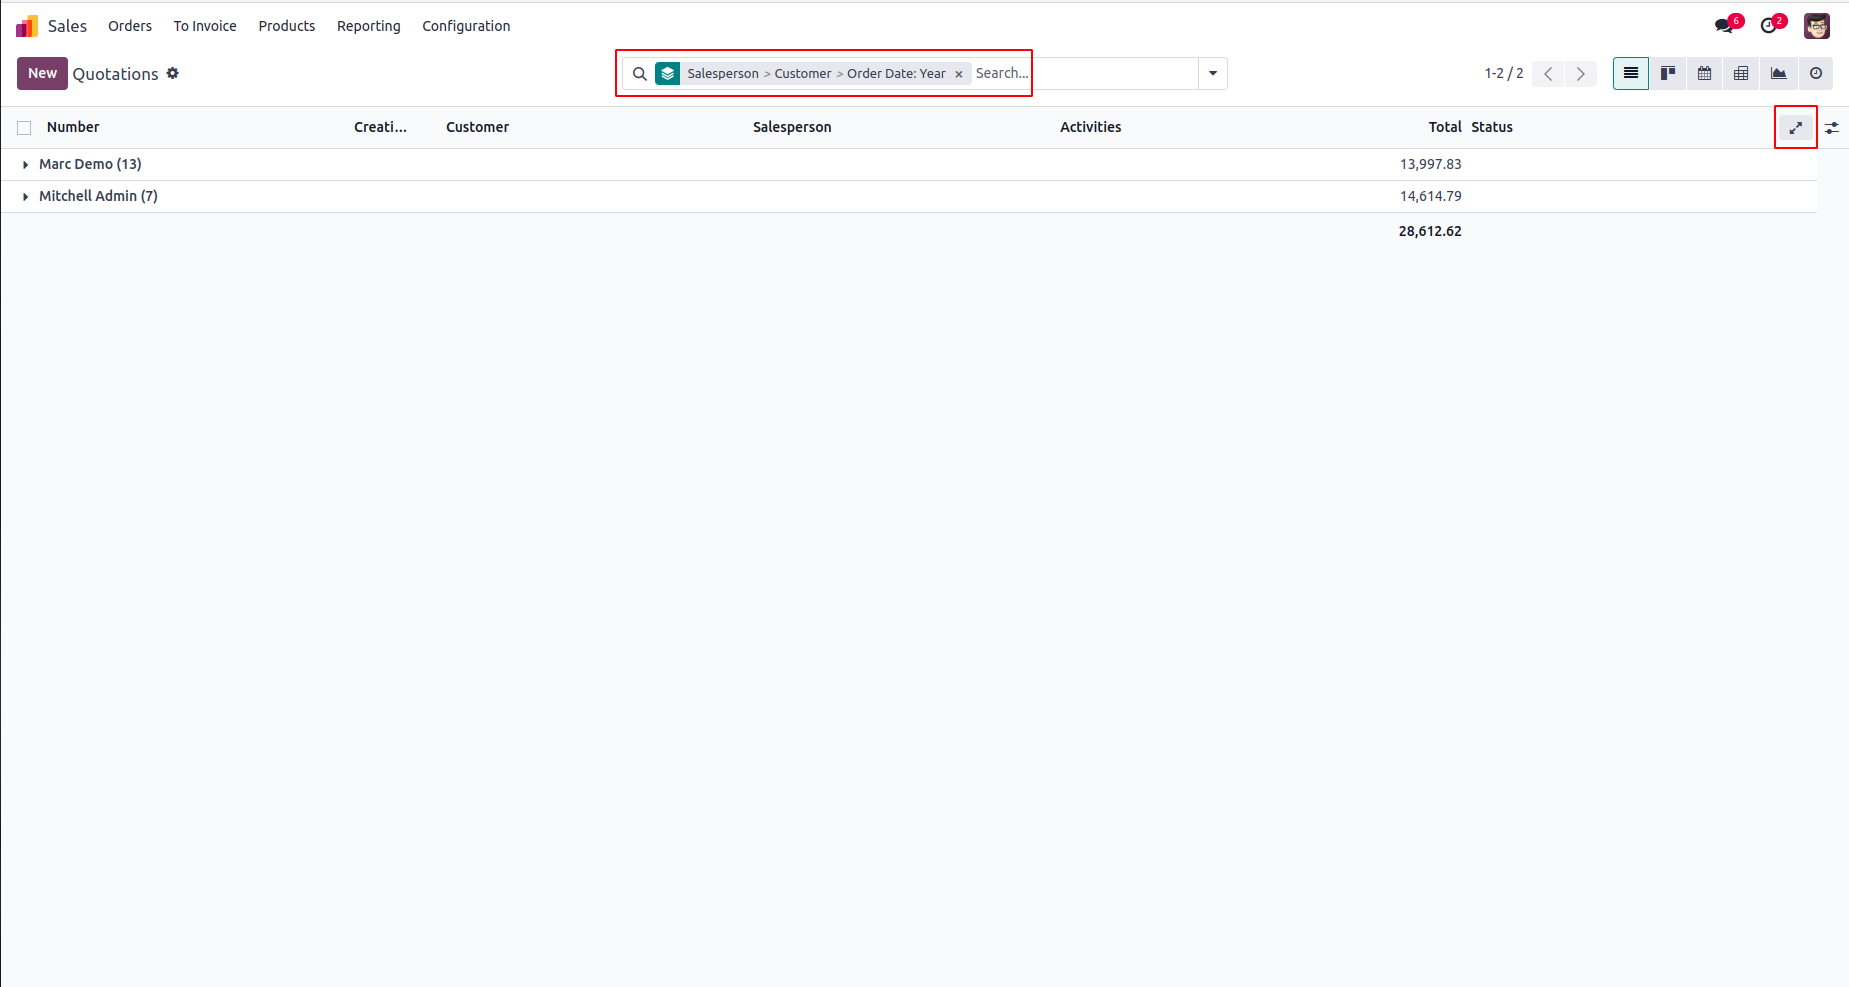 Sales Orders To Invoice Products Reporting Configuration 6 2
New Quotations Salesperson > Customer > Order Date: Year × Search... 1-2 / 2
Number Creati... Customer Salesperson Activities Total Status
Marc Demo (13) 13,997.83
Mitchell Admin (7) 14,614.79
28,612.62